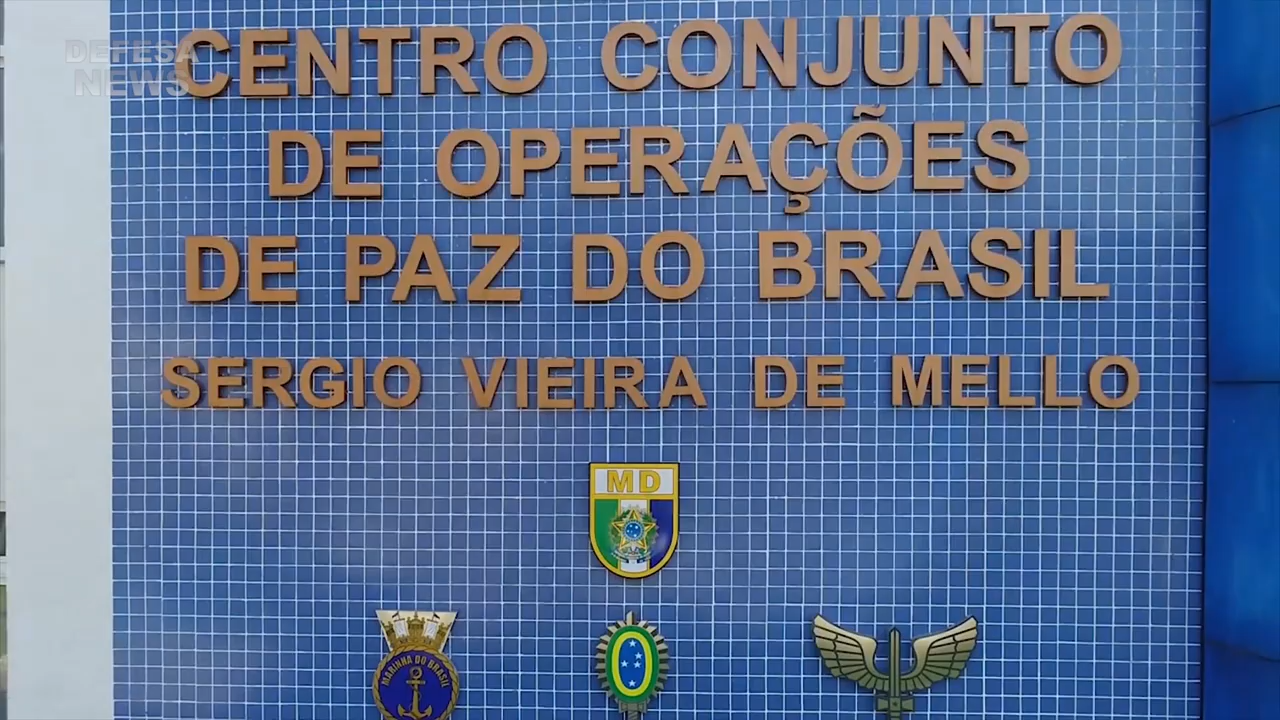 DEFESA
NEWS
CENTRO CONJUNTO
DE OPERAÇÕES
DE PAZ DO BRASIL
SERGIO VIEIRA DE MELLO
MD
MARINHA DO BRASIL